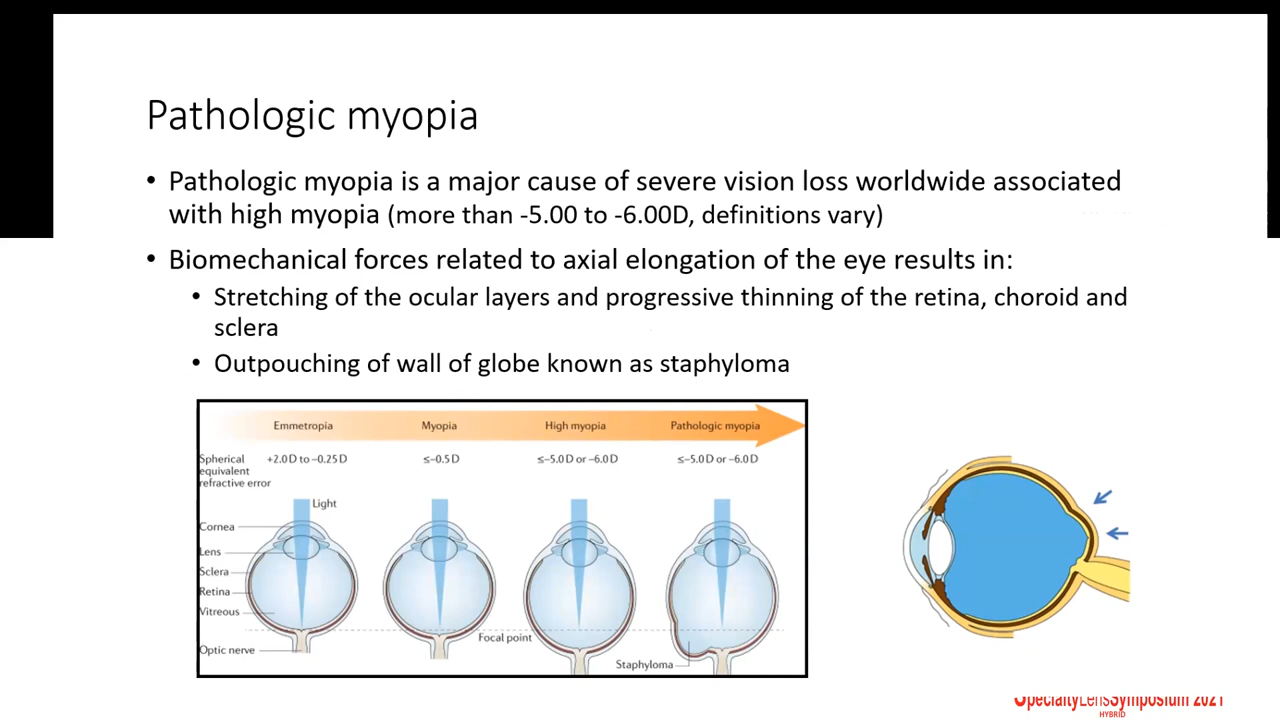 Pathologic myopia
• Pathologic myopia is a major cause of severe vision loss worldwide associated
with high myopia (more than -5.00 to -6.00D, definitions vary)
• Biomechanical forces related to axial elongation of the eye results in:
• Stretching of the ocular layers and progressive thinning of the retina, choroid and
sclera
• Outpouching of wall of globe known as staphyloma
Emmetropia Myopia High myopia Pathologic myopia
Spherical
equivalent
refractive error
+2.0 D to –0.25 D ≤–0.5 D ≤–5.0 D or –6.0 D ≤–5.0 D or –6.0 D
Light
Cornea
Lens
Sclera
Retina
Vitreous
Focal point
Optic nerve
Staphyloma
SpecialtyLensSymposium 2021
HYBRID